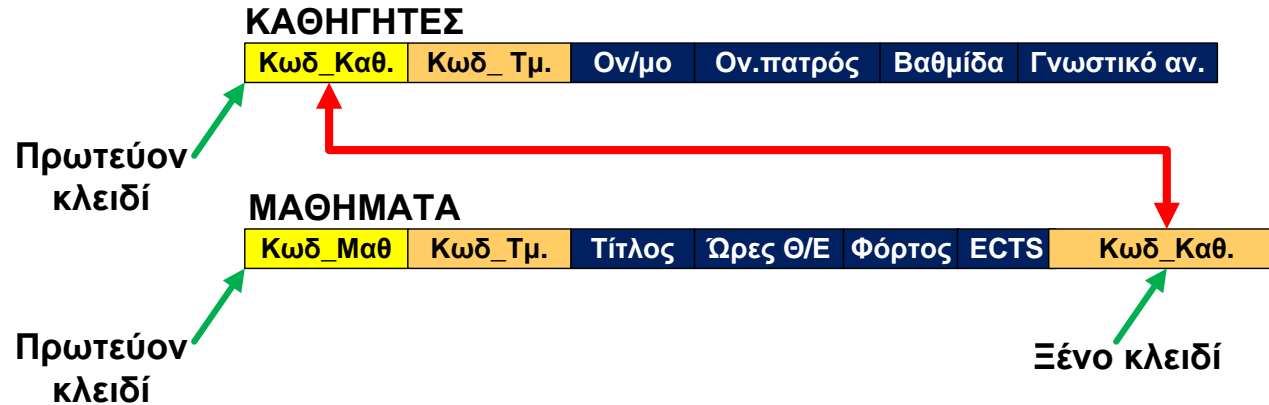 ΚΑΘΗΓΗΤΕΣ
Κωδ_Καθ. Κωδ_ Τμ. Ον/μο Ον.πατρός Βαθμίδα Γνωστικό αν.
Πρωτεύον
κλειδί
ΜΑΘΗΜΑΤΑ
Κωδ_Μαθ Κωδ_Τμ. Τίτλος Ώρες Θ/Ε Φόρτος ECTS Κωδ_Καθ.
Πρωτεύον
κλειδί
Ξένο κλειδί